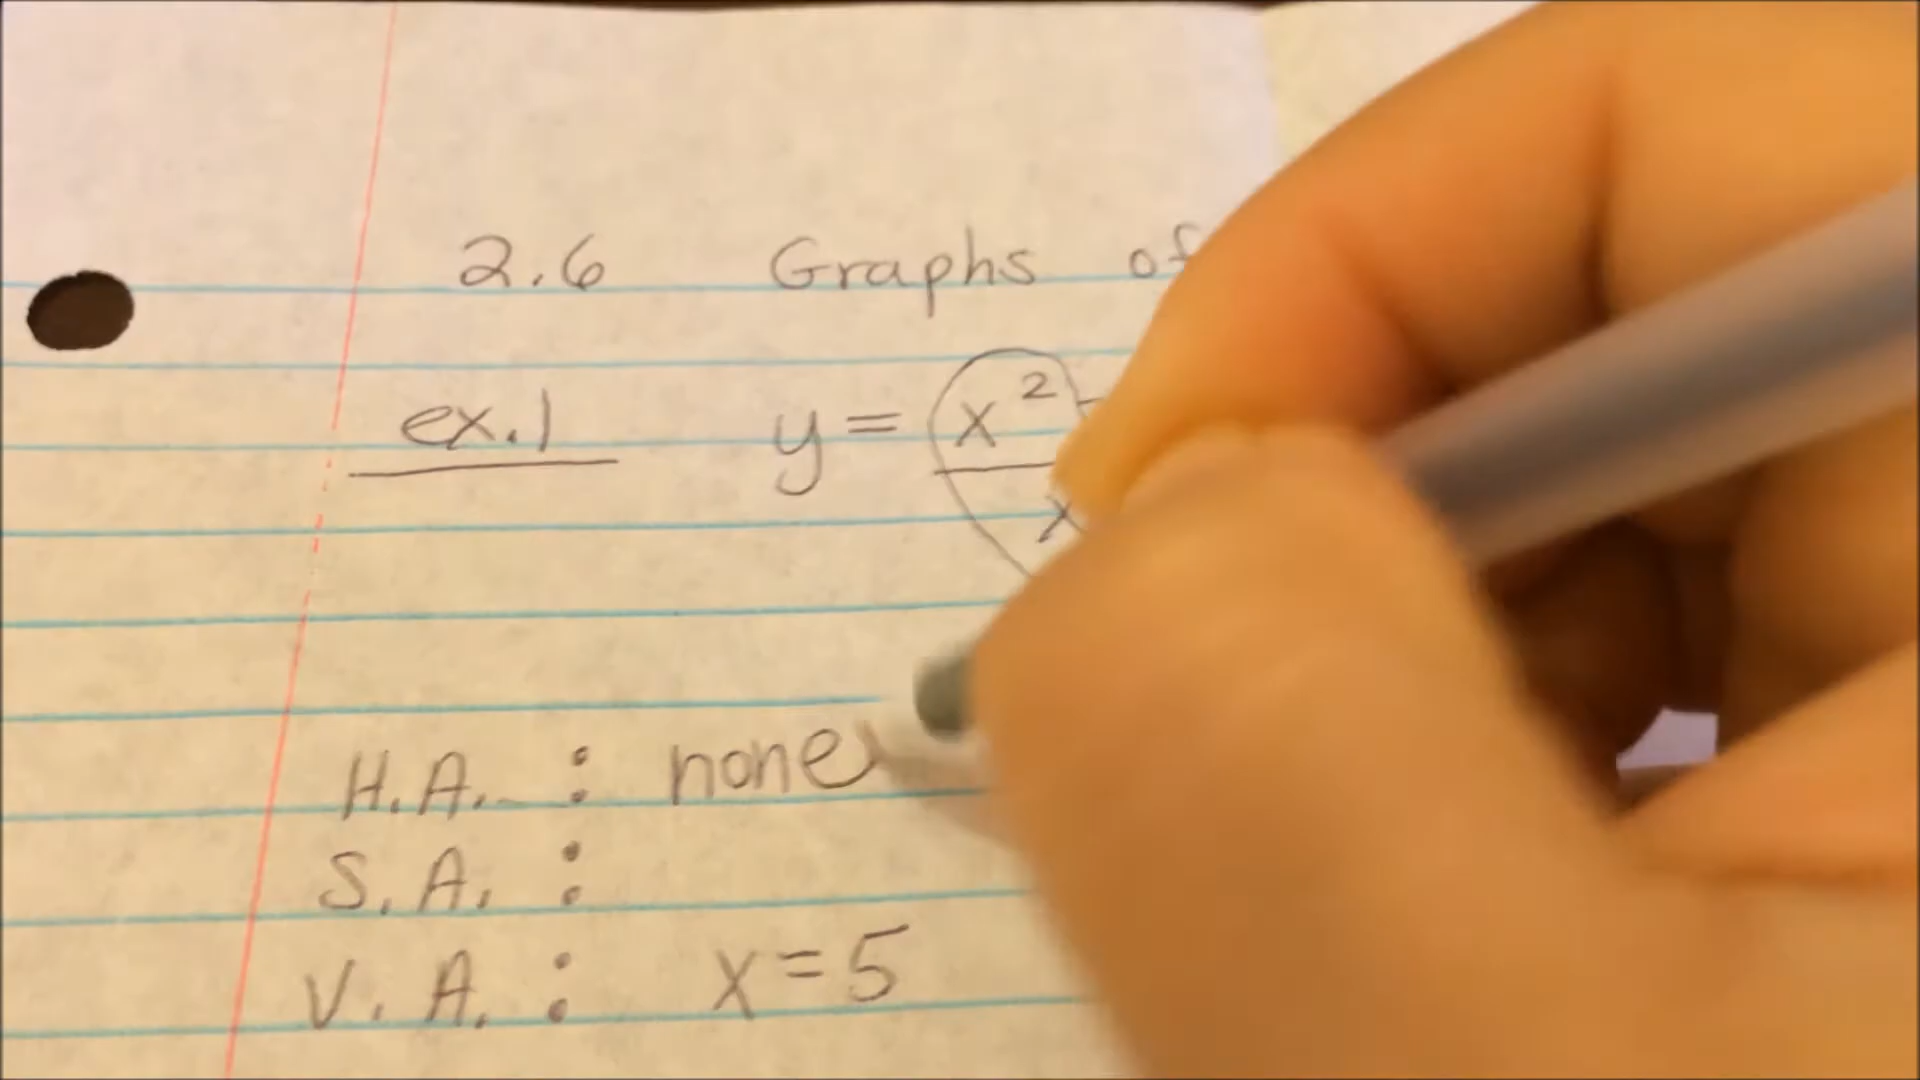 2.6 Graphs of
ex.1 y = x²
x
H.A. : none
S.A. :
V.A. : x=5